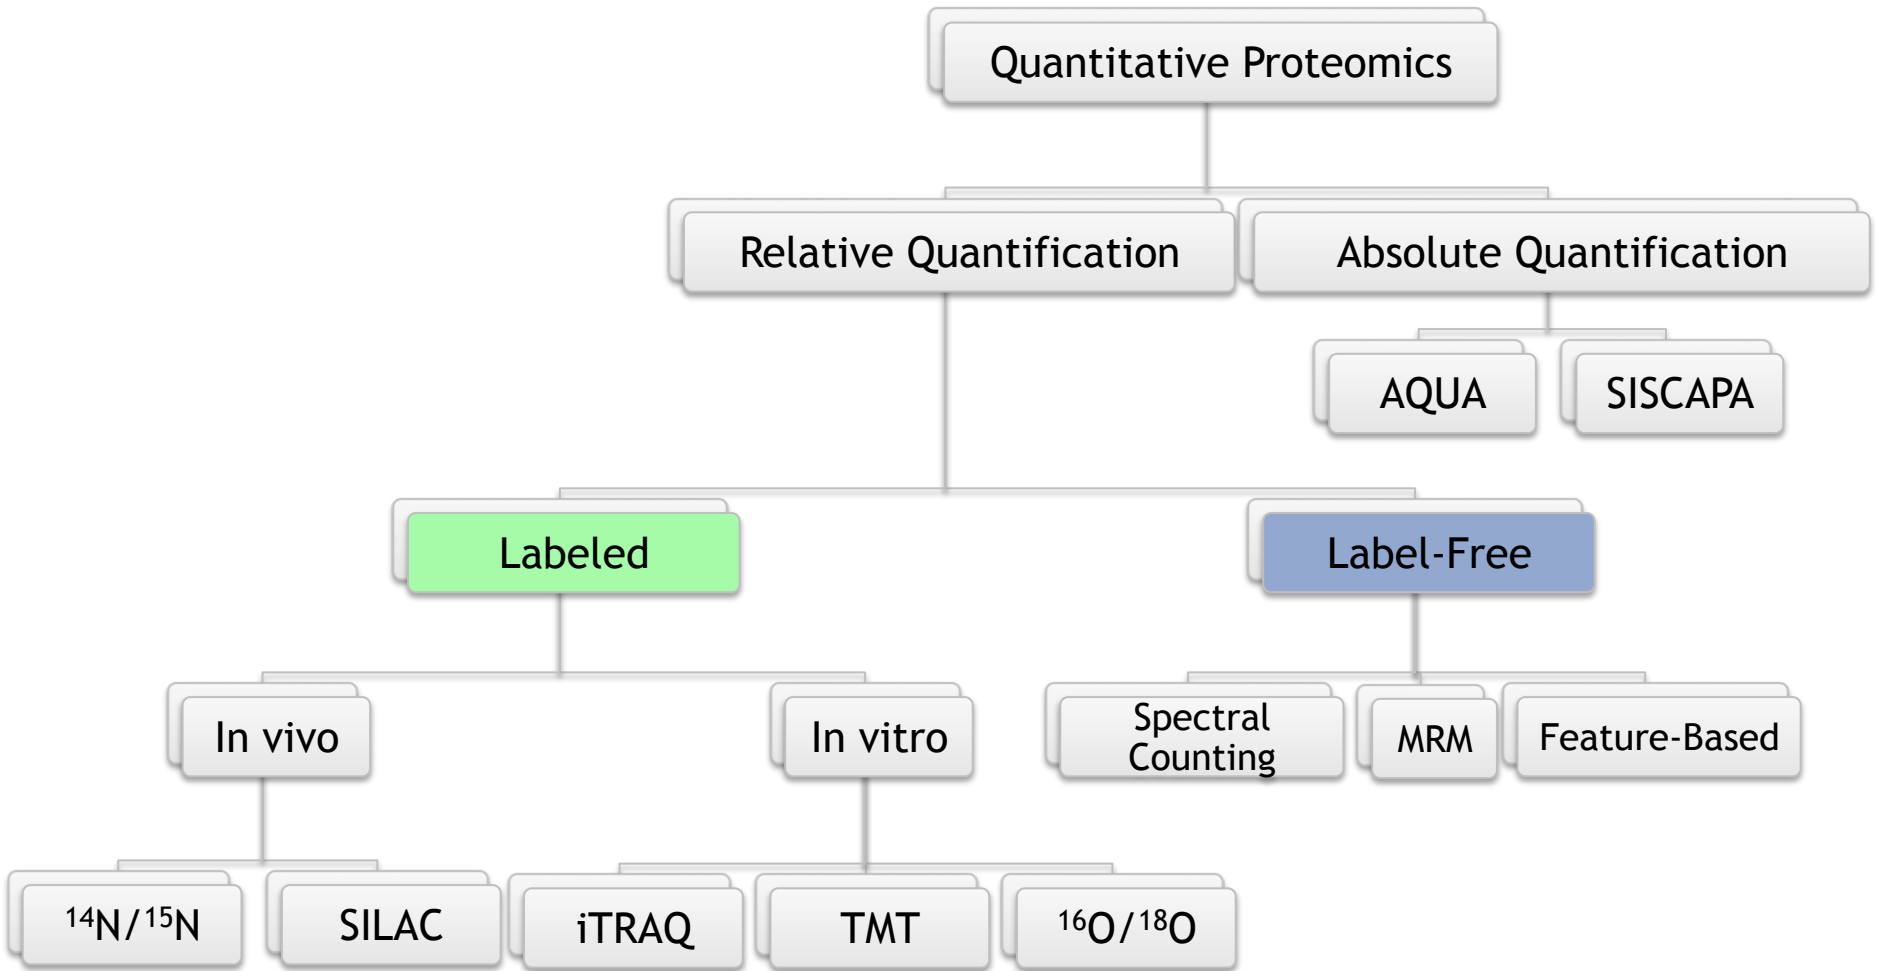 Quantitative Proteomics
Relative Quantification
Absolute Quantification
AQUA
SISCAPA
Labeled
Label-Free
In vivo
In vitro
Spectral
Counting
MRM
Feature-Based
¹⁴N/¹⁵N
SILAC
iTRAQ
TMT
¹⁶O/¹⁸O